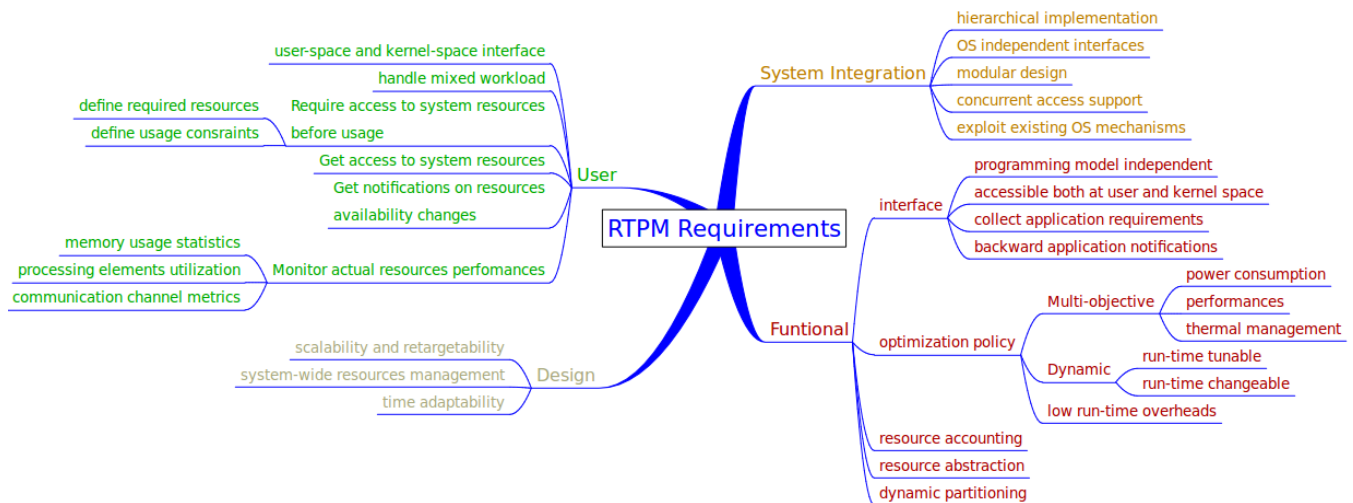 RTPM Requirements
User
user-space and kernel-space interface
handle mixed workload
Require access to system resources
before usage
define required resources
define usage consraints
Get access to system resources
Get notifications on resources
availability changes
Monitor actual resources perfomances
memory usage statistics
processing elements utilization
communication channel metrics
Design
scalability and retargetability
system-wide resources management
time adaptability
System Integration
hierarchical implementation
OS independent interfaces
modular design
concurrent access support
exploit existing OS mechanisms
Funtional
interface
programming model independent
accessible both at user and kernel space
collect application requirements
backward application notifications
optimization policy
Multi-objective
power consumption
performances
thermal management
Dynamic
run-time tunable
run-time changeable
low run-time overheads
resource accounting
resource abstraction
dynamic partitioning